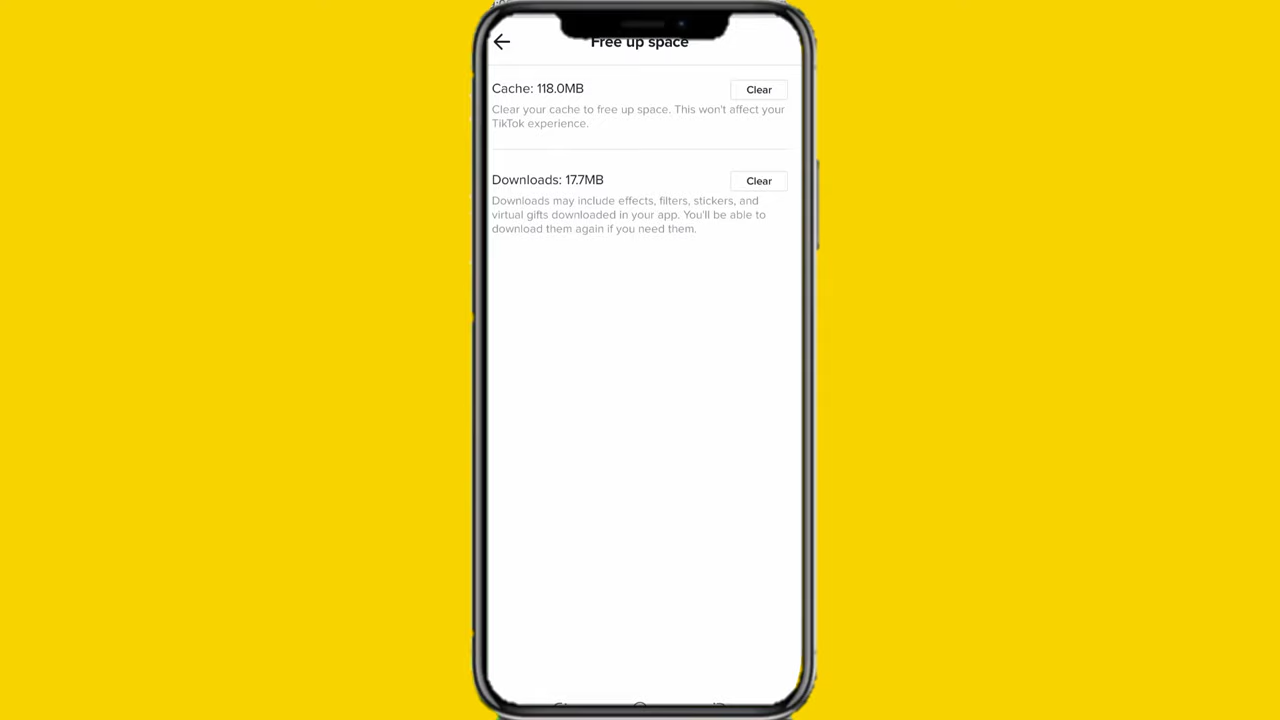 Free up space
Cache: 118.0MB
Clear
Clear your cache to free up space. This won't affect your
TikTok experience.
Downloads: 17.7MB
Clear
Downloads may include effects, filters, stickers, and
virtual gifts downloaded in your app. You'll be able to
download them again if you need them.